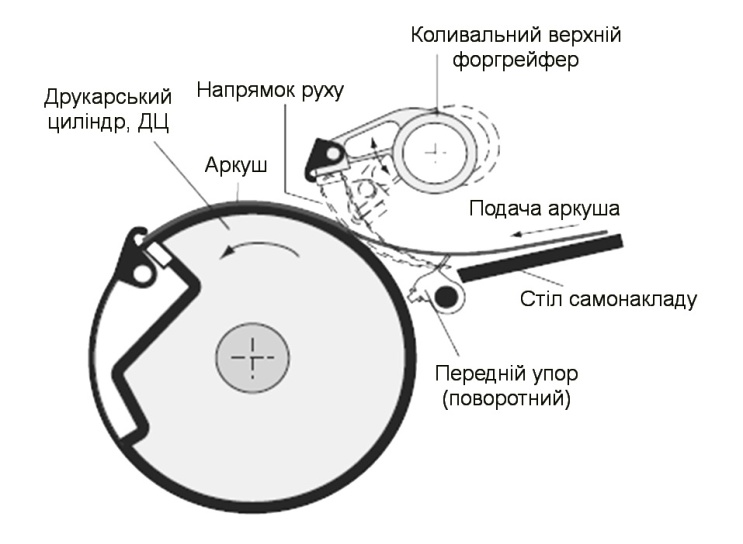 Коливальний верхній
форгрейфер
Напрямок руху
Друкарський
циліндр, ДЦ
Аркуш
Подача аркуша
Стіл самонакладу
Передній упор
(поворотний)